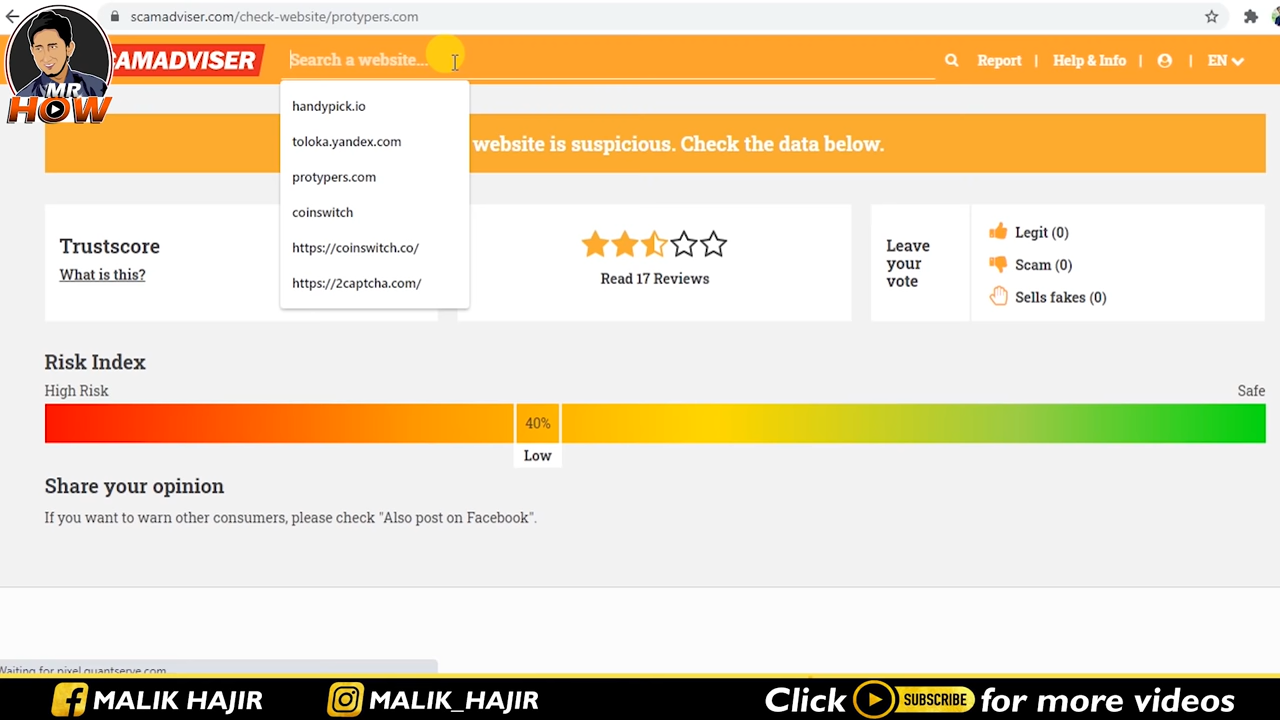 scamadviser.com/check-website/protypers.com
MR
HOW
CAMADVISER
Search a website...
Report
Help & Info
EN
handypick.io
toloka.yandex.com
protypers.com
coinswitch
https://coinswitch.co/
https://2captcha.com/
website is suspicious. Check the data below.
Trustscore
What is this?
Read 17 Reviews
Leave
your
vote
Legit (0)
Scam (0)
Sells fakes (0)
Risk Index
High Risk
Safe
40%
Low
Share your opinion
If you want to warn other consumers, please check "Also post on Facebook".
Waiting for pixel.quantserve.com
MALIK HAJIR
MALIK_HAJIR
Click SUBSCRIBE for more videos